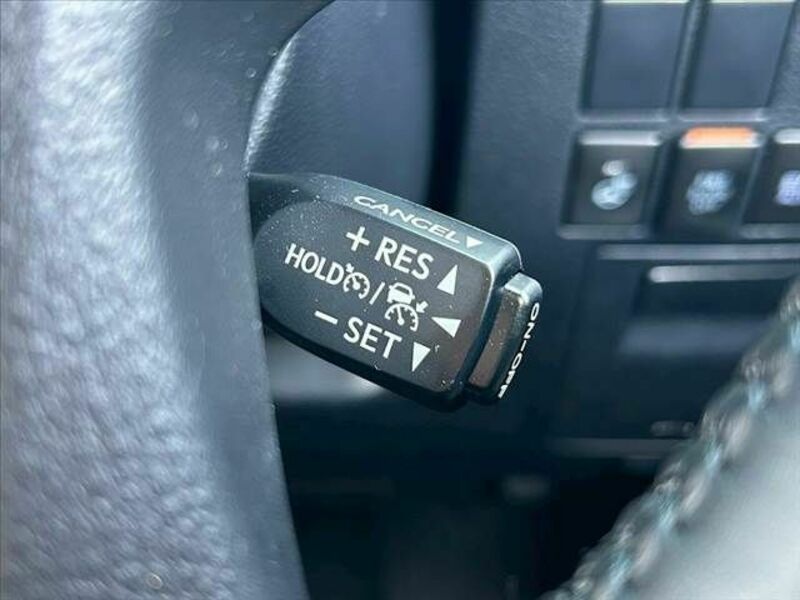 CANCEL▼
+ RES ▲
HOLD / ◀
– SET ▼
ON-OFF